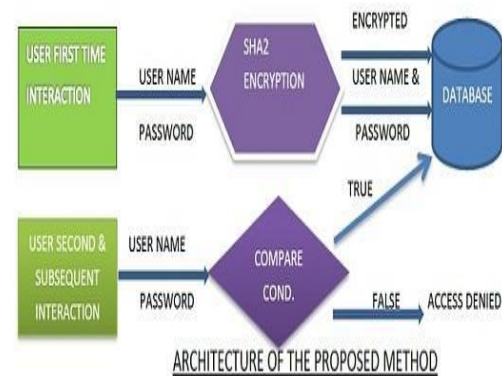 USER FIRST TIME
INTERACTION
USER NAME
PASSWORD
SHA2
ENCRYPTION
ENCRYPTED
USER NAME &
PASSWORD
DATABASE
TRUE
USER SECOND &
SUBSEQUENT
INTERACTION
USER NAME
PASSWORD
COMPARE
COND.
FALSE
ACCESS DENIED
ARCHITECTURE OF THE PROPOSED METHOD